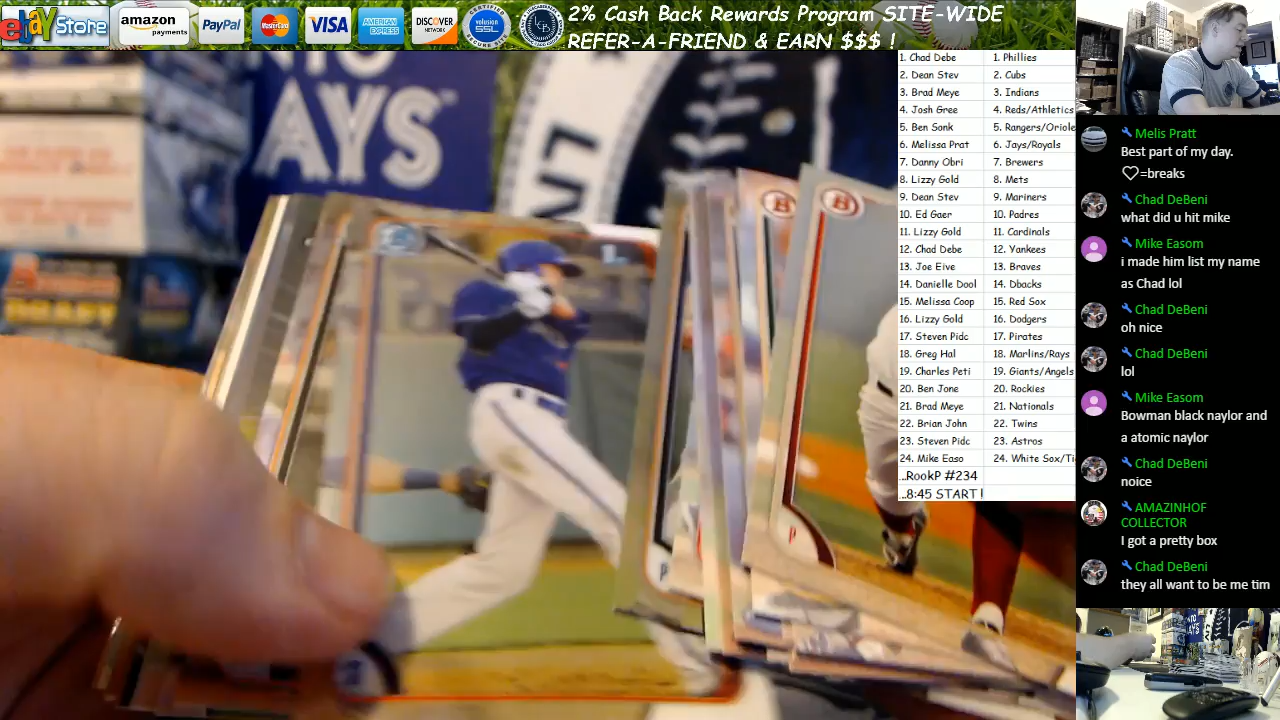 ebay Store
amazon payments
PayPal
MasterCard
VISA
AMERICAN EXPRESS
DISCOVER NETWORK
volusion SSL
2% Cash Back Rewards Program SITE-WIDE
REFER-A-FRIEND & EARN $$$ !
1. Chad Debe 1. Phillies
2. Dean Stev 2. Cubs
3. Brad Meye 3. Indians
4. Josh Gree 4. Reds/Athletics
5. Ben Sonk 5. Rangers/Oriole
6. Melissa Prat 6. Jays/Royals
7. Danny Obri 7. Brewers
8. Lizzy Gold 8. Mets
9. Dean Stev 9. Mariners
10. Ed Gaer 10. Padres
11. Lizzy Gold 11. Cardinals
12. Chad Debe 12. Yankees
13. Joe Eive 13. Braves
14. Danielle Dool 14. Dbacks
15. Melissa Coop 15. Red Sox
16. Lizzy Gold 16. Dodgers
17. Steven Pidc 17. Pirates
18. Greg Hal 18. Marlins/Rays
19. Charles Peti 19. Giants/Angels
20. Ben Jone 20. Rockies
21. Brad Meye 21. Nationals
22. Brian John 22. Twins
23. Steven Pidc 23. Astros
24. Mike Easo 24. White Sox/Ti
...RookP #234
...8:45 START !
Melis Pratt
Best part of my day.
♡=breaks
Chad DeBeni
what did u hit mike
Mike Easom
i made him list my name
as Chad lol
Chad DeBeni
oh nice
Chad DeBeni
lol
Mike Easom
Bowman black naylor and
a atomic naylor
Chad DeBeni
noice
AMAZINHOF
COLLECTOR
I got a pretty box
Chad DeBeni
they all want to be me tim
AYS
B
B
P